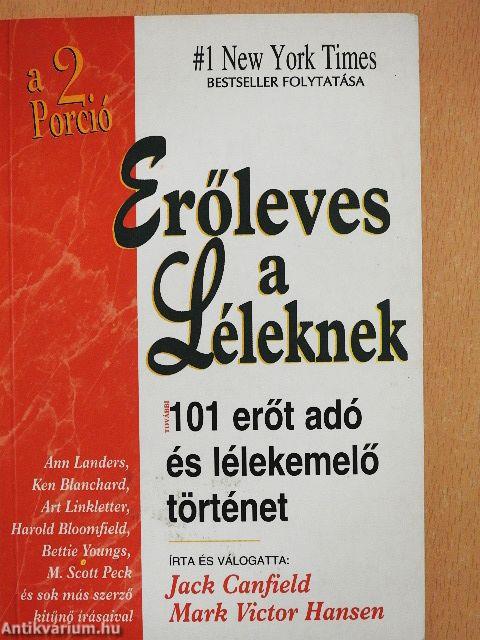 a 2.
Porció
#1 New York Times
BESTSELLER FOLYTATÁSA
Erőleves
a
Léleknek
TOVÁBBI
101 erőt adó
és lélekemelő
történet
Ann Landers,
Ken Blanchard,
Art Linkletter,
Harold Bloomfield,
Bettie Youngs,
M. Scott Peck
és sok más szerző
kitűnő írásaival
ÍRTA ÉS VÁLOGATTA:
Jack Canfield
Mark Victor Hansen
Antikvarium.hu